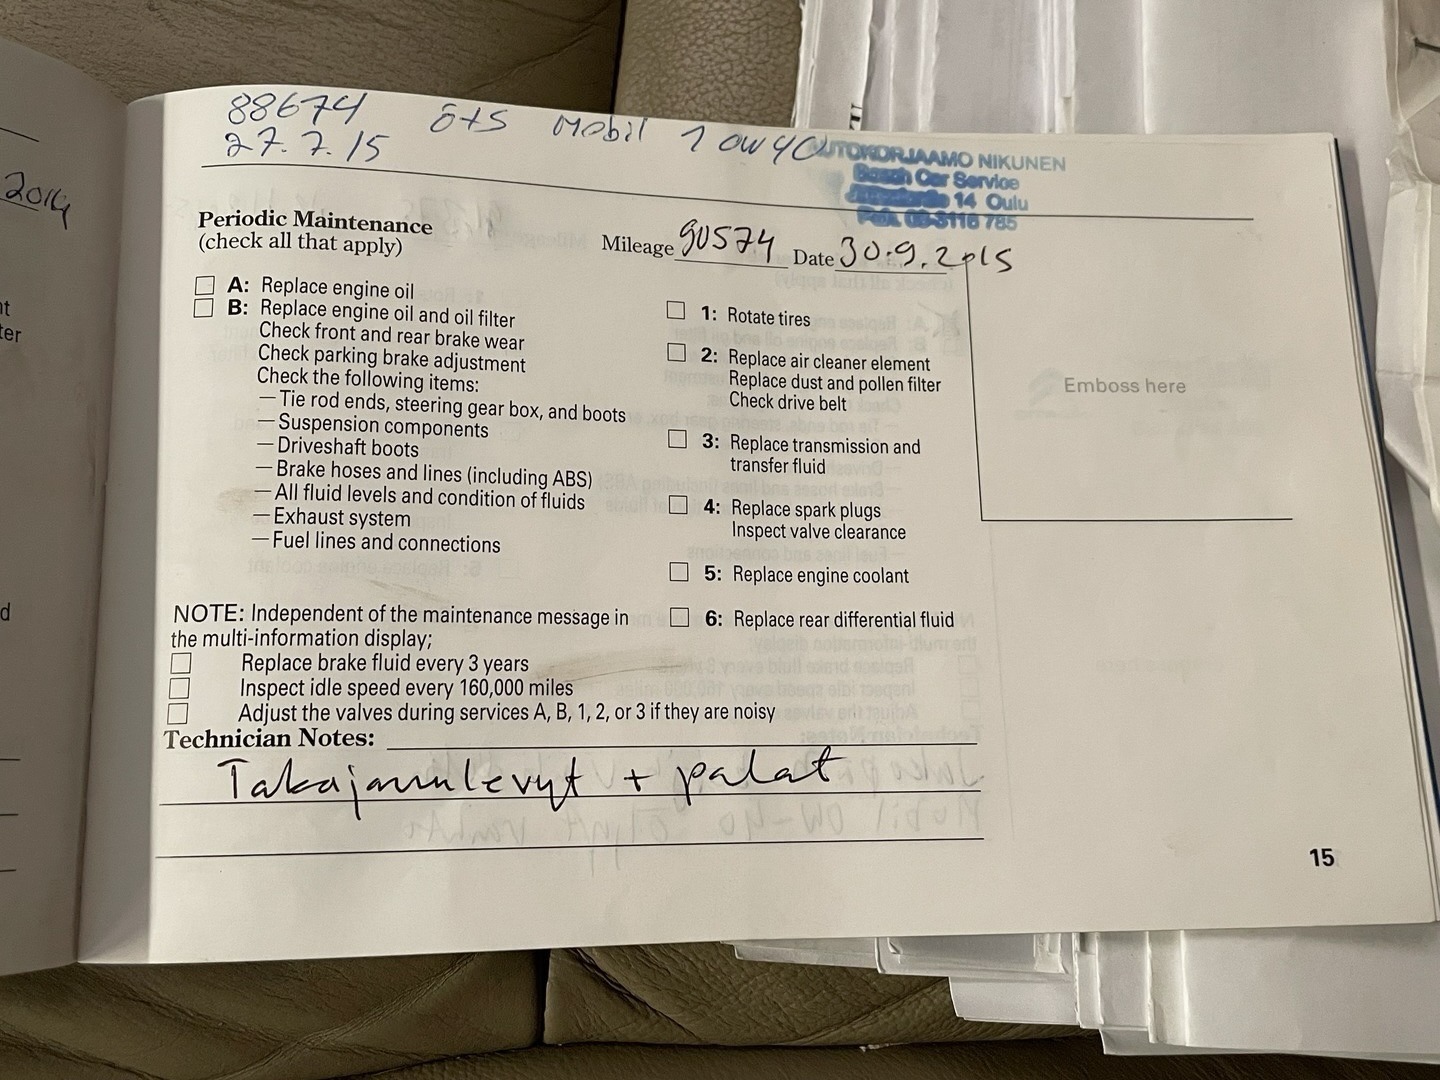 2014
nt
ter
d
88674 Ö+S Mobil 1 0W40
27.7.15
AUTOKORJAAMO NIKUNEN
Bosch Car Service
14 Oulu
Puh. 08-3116 785
Periodic Maintenance
(check all that apply)
Mileage 90574 Date 30.9.2015
A: Replace engine oil
B: Replace engine oil and oil filter
Check front and rear brake wear
Check parking brake adjustment
Check the following items:
—Tie rod ends, steering gear box, and boots
—Suspension components
—Driveshaft boots
—Brake hoses and lines (including ABS)
—All fluid levels and condition of fluids
—Exhaust system
—Fuel lines and connections
1: Rotate tires
2: Replace air cleaner element
Replace dust and pollen filter
Check drive belt
3: Replace transmission and
transfer fluid
4: Replace spark plugs
Inspect valve clearance
5: Replace engine coolant
6: Replace rear differential fluid
Emboss here
NOTE: Independent of the maintenance message in
the multi-information display;
Replace brake fluid every 3 years
Inspect idle speed every 160,000 miles
Adjust the valves during services A, B, 1, 2, or 3 if they are noisy
Technician Notes:
Takajarrulevyt + palat
15